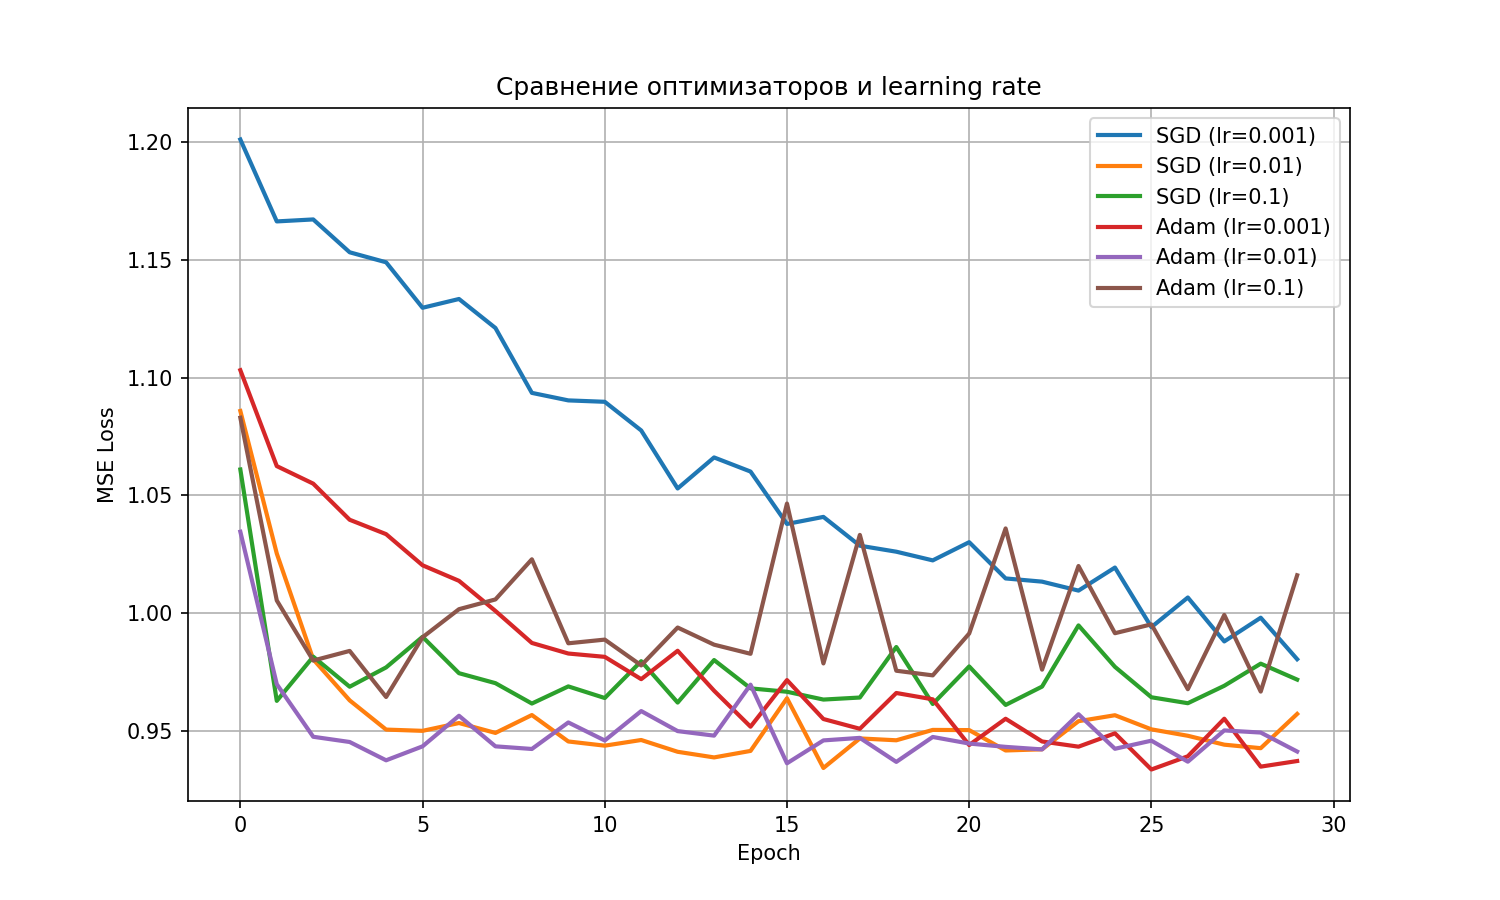 Сравнение оптимизаторов и learning rate
SGD (lr=0.001)
SGD (lr=0.01)
SGD (lr=0.1)
Adam (lr=0.001)
Adam (lr=0.01)
Adam (lr=0.1)
MSE Loss
1.20
1.15
1.10
1.05
1.00
0.95
0
5
10
15
20
25
30
Epoch